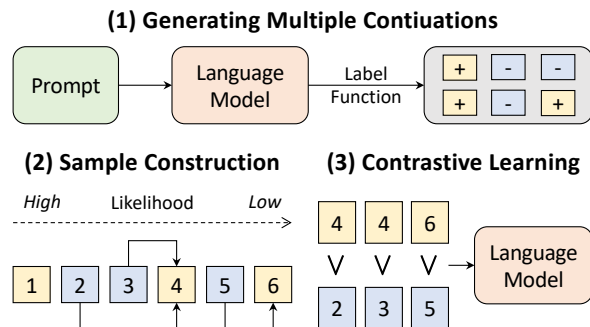 (1) Generating Multiple Contiuations
Prompt
Language
Model
Label
Function
+ - -
+ - +
(2) Sample Construction
High Likelihood Low
1 2 3 4 5 6
(3) Contrastive Learning
4 4 6
> > >
2 3 5
Language
Model